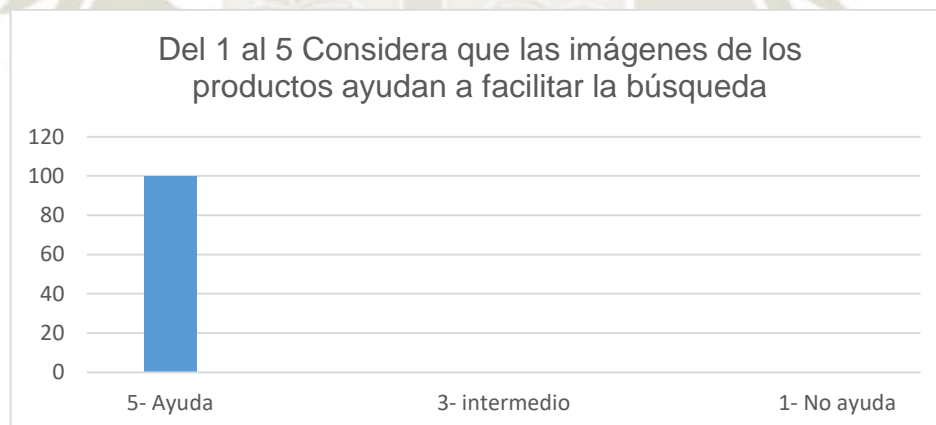 Del 1 al 5 Considera que las imágenes de los
productos ayudan a facilitar la búsqueda
120
100
80
60
40
20
0
5- Ayuda 3- intermedio 1- No ayuda